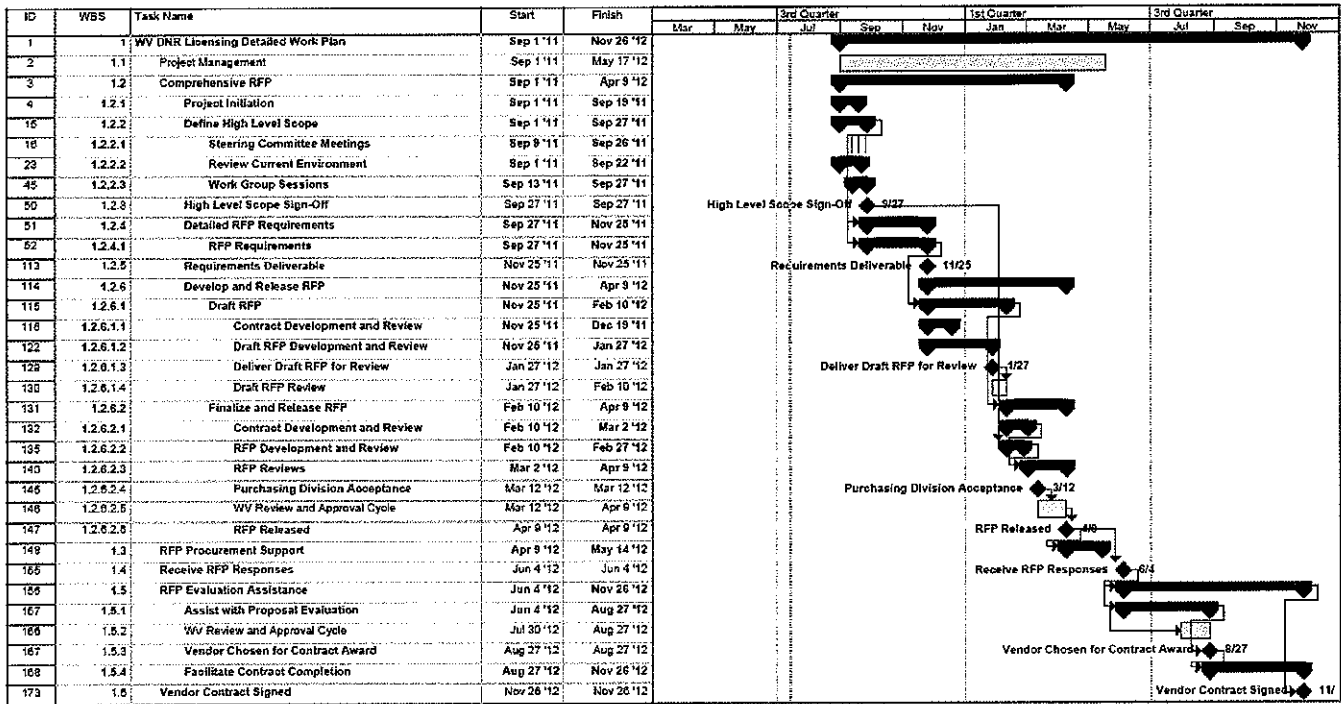 ID WBS Task Name Start Finish 3rd Quarter 1st Quarter 3rd Quarter
Mar May Jul Sep Nov Jan Mar May Jul Sep Nov
1 1 WV DNR Licensing Detailed Work Plan Sep 1 '11 Nov 26 '12
2 1.1 Project Management Sep 1 '11 May 17 '12
3 1.2 Comprehensive RFP Sep 1 '11 Apr 9 '12
4 1.2.1 Project Initiation Sep 1 '11 Sep 19 '11
15 1.2.2 Define High Level Scope Sep 1 '11 Sep 27 '11
16 1.2.2.1 Steering Committee Meetings Sep 9 '11 Sep 26 '11
23 1.2.2.2 Review Current Environment Sep 1 '11 Sep 22 '11
45 1.2.2.3 Work Group Sessions Sep 13 '11 Sep 27 '11
50 1.2.3 High Level Scope Sign-Off Sep 27 '11 Sep 27 '11 High Level Scope Sign-Off 9/27
51 1.2.4 Detailed RFP Requirements Sep 27 '11 Nov 25 '11
52 1.2.4.1 RFP Requirements Sep 27 '11 Nov 25 '11
113 1.2.5 Requirements Deliverable Nov 25 '11 Nov 25 '11 Requirements Deliverable 11/25
114 1.2.6 Develop and Release RFP Nov 25 '11 Apr 9 '12
115 1.2.6.1 Draft RFP Nov 25 '11 Feb 10 '12
116 1.2.6.1.1 Contract Development and Review Nov 25 '11 Dec 19 '11
122 1.2.6.1.2 Draft RFP Development and Review Nov 25 '11 Jan 27 '12
129 1.2.6.1.3 Deliver Draft RFP for Review Jan 27 '12 Jan 27 '12 Deliver Draft RFP for Review 1/27
130 1.2.6.1.4 Draft RFP Review Jan 27 '12 Feb 10 '12
131 1.2.6.2 Finalize and Release RFP Feb 10 '12 Apr 9 '12
132 1.2.6.2.1 Contract Development and Review Feb 10 '12 Mar 2 '12
135 1.2.6.2.2 RFP Development and Review Feb 10 '12 Feb 27 '12
140 1.2.6.2.3 RFP Reviews Mar 2 '12 Apr 9 '12
145 1.2.6.2.4 Purchasing Division Acceptance Mar 12 '12 Mar 12 '12 Purchasing Division Acceptance 3/12
146 1.2.6.2.5 WV Review and Approval Cycle Mar 12 '12 Apr 9 '12
147 1.2.6.2.6 RFP Released Apr 9 '12 Apr 9 '12 RFP Released 4/9
148 1.3 RFP Procurement Support Apr 9 '12 May 14 '12
155 1.4 Receive RFP Responses Jun 4 '12 Jun 4 '12 Receive RFP Responses 6/4
156 1.5 RFP Evaluation Assistance Jun 4 '12 Nov 26 '12
157 1.5.1 Assist with Proposal Evaluation Jun 4 '12 Aug 27 '12
166 1.5.2 WV Review and Approval Cycle Jul 30 '12 Aug 27 '12
167 1.5.3 Vendor Chosen for Contract Award Aug 27 '12 Aug 27 '12 Vendor Chosen for Contract Award 8/27
168 1.5.4 Facilitate Contract Completion Aug 27 '12 Nov 26 '12
173 1.6 Vendor Contract Signed Nov 26 '12 Nov 26 '12 Vendor Contract Signed 11/